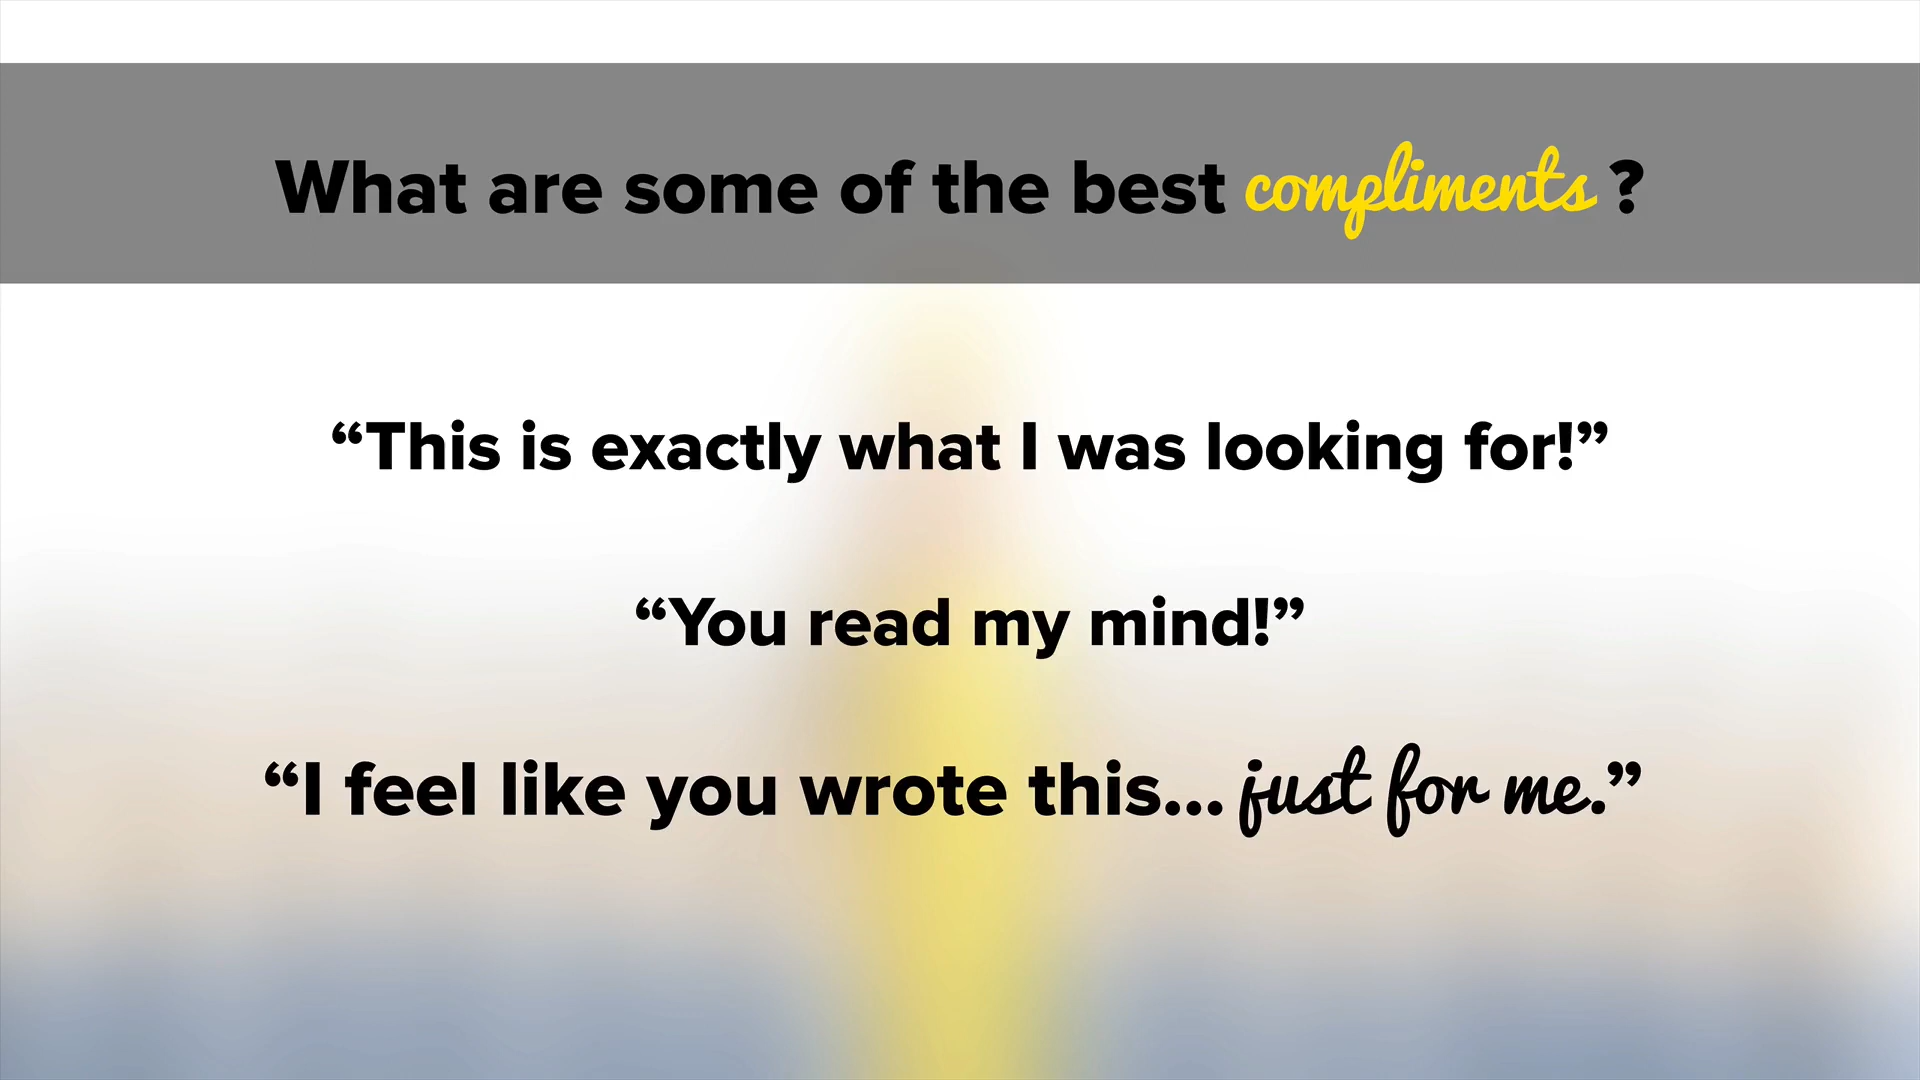 What are some of the best compliments ?
“This is exactly what I was looking for!”
“You read my mind!”
“I feel like you wrote this... just for me.”